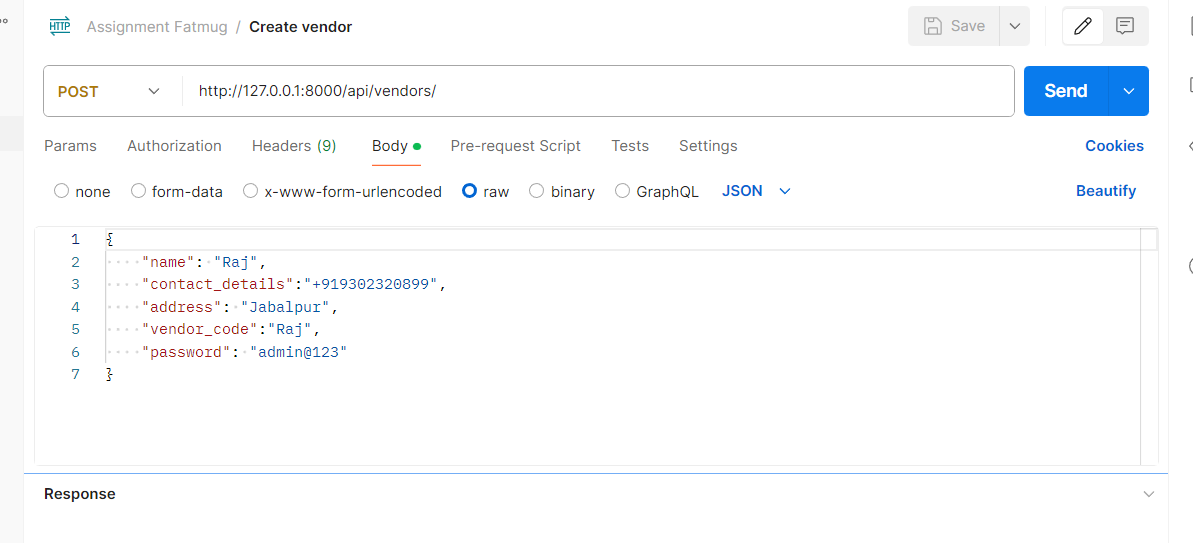 HTTP Assignment Fatmug / Create vendor Save
POST http://127.0.0.1:8000/api/vendors/ Send
Params Authorization Headers (9) Body Pre-request Script Tests Settings Cookies
none form-data x-www-form-urlencoded raw binary GraphQL JSON Beautify
1 {
2 "name": "Raj",
3 "contact_details":"+919302320899",
4 "address": "Jabalpur",
5 "vendor_code":"Raj",
6 "password": "admin@123"
7 }
Response